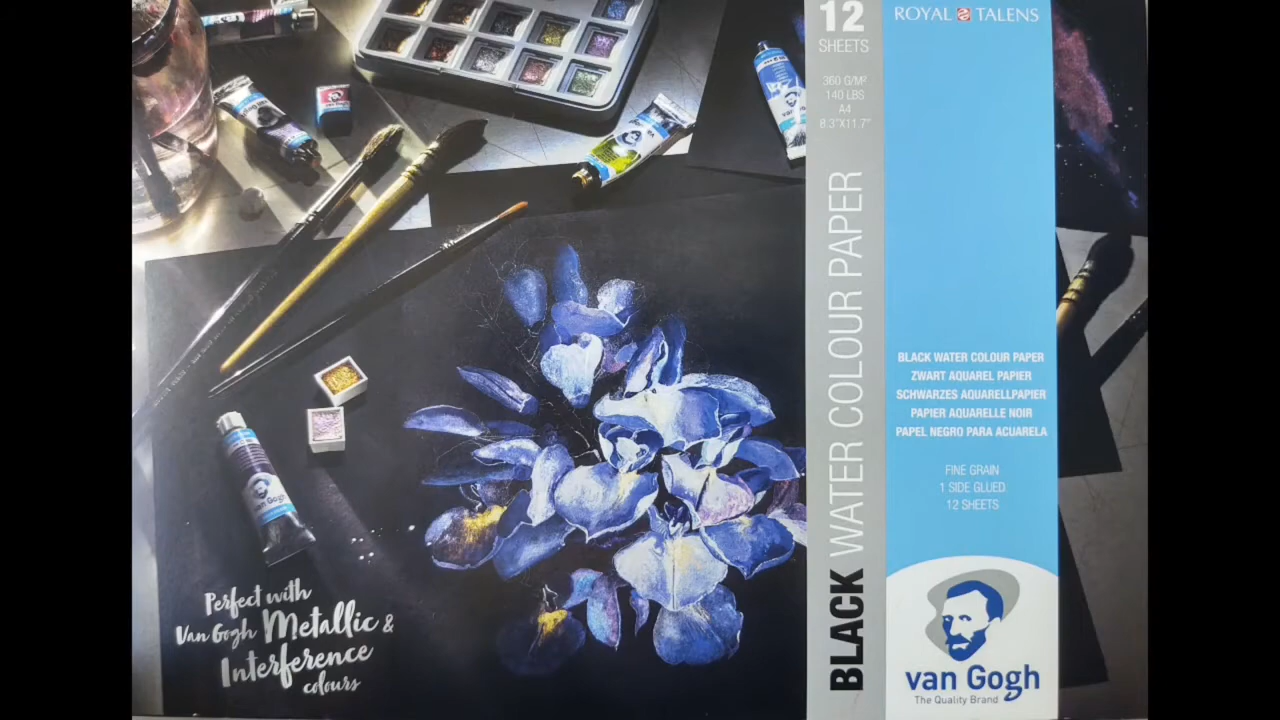 12
SHEETS
360 G/M²
140 LBS
A4
8.3"X11.7"
BLACK WATER COLOUR PAPER
ROYAL TALENS
BLACK WATER COLOUR PAPER
ZWART AQUAREL PAPIER
SCHWARZES AQUARELLPAPIER
PAPIER AQUARELLE NOIR
PAPEL NEGRO PARA ACUARELA
FINE GRAIN
1 SIDE GLUED
12 SHEETS
van Gogh
The Quality Brand
Perfect with
Van Gogh Metallic &
Interference
colours
van Gogh